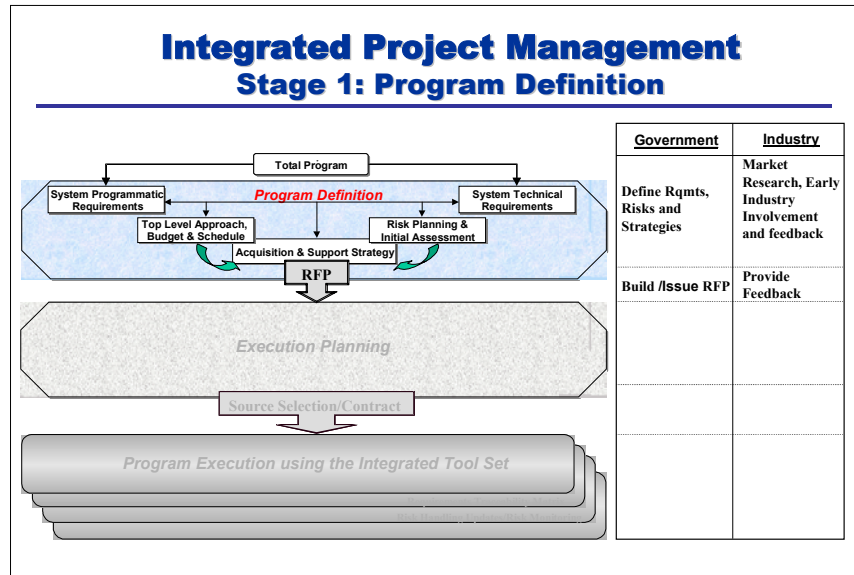 Integrated Project Management
Stage 1: Program Definition
Total Program
System Programmatic
Requirements
Program Definition
System Technical
Requirements
Top Level Approach,
Budget & Schedule
Risk Planning &
Initial Assessment
Acquisition & Support Strategy
RFP
Execution Planning
Source Selection/Contract
Program Execution using the Integrated Tool Set
Government
Industry
Define Rqmts,
Risks and
Strategies
Market
Research, Early
Industry
Involvement
and feedback
Build /Issue RFP
Provide
Feedback